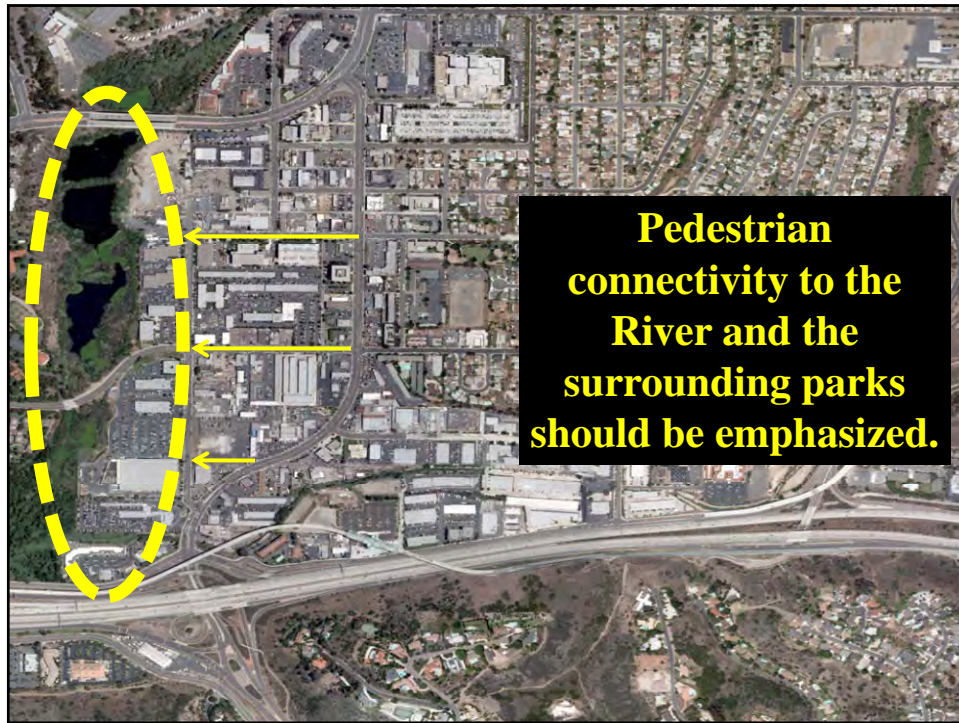 Pedestrian
connectivity to the
River and the
surrounding parks
should be emphasized.